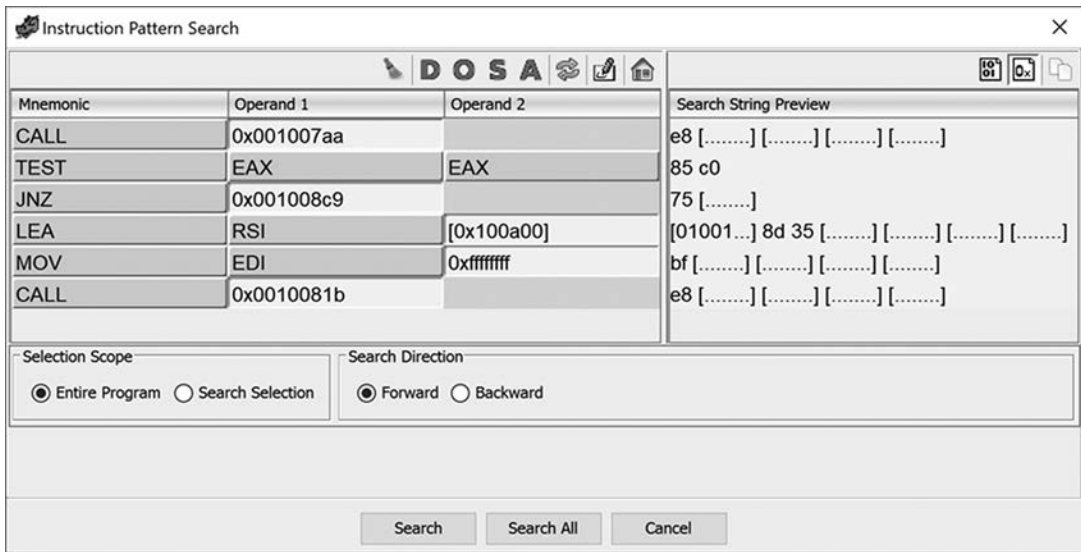 Instruction Pattern Search
D O S A
Mnemonic Operand 1 Operand 2 Search String Preview
CALL 0x001007aa e8 [........] [........] [........] [........]
TEST EAX EAX 85 c0
JNZ 0x001008c9 75 [........]
LEA RSI [0x100a00] [01001...] 8d 35 [........] [........] [........] [........]
MOV EDI 0xffffffff bf [........] [........] [........] [........]
CALL 0x0010081b e8 [........] [........] [........] [........]
Selection Scope Search Direction
Entire Program Search Selection Forward Backward
Search Search All Cancel